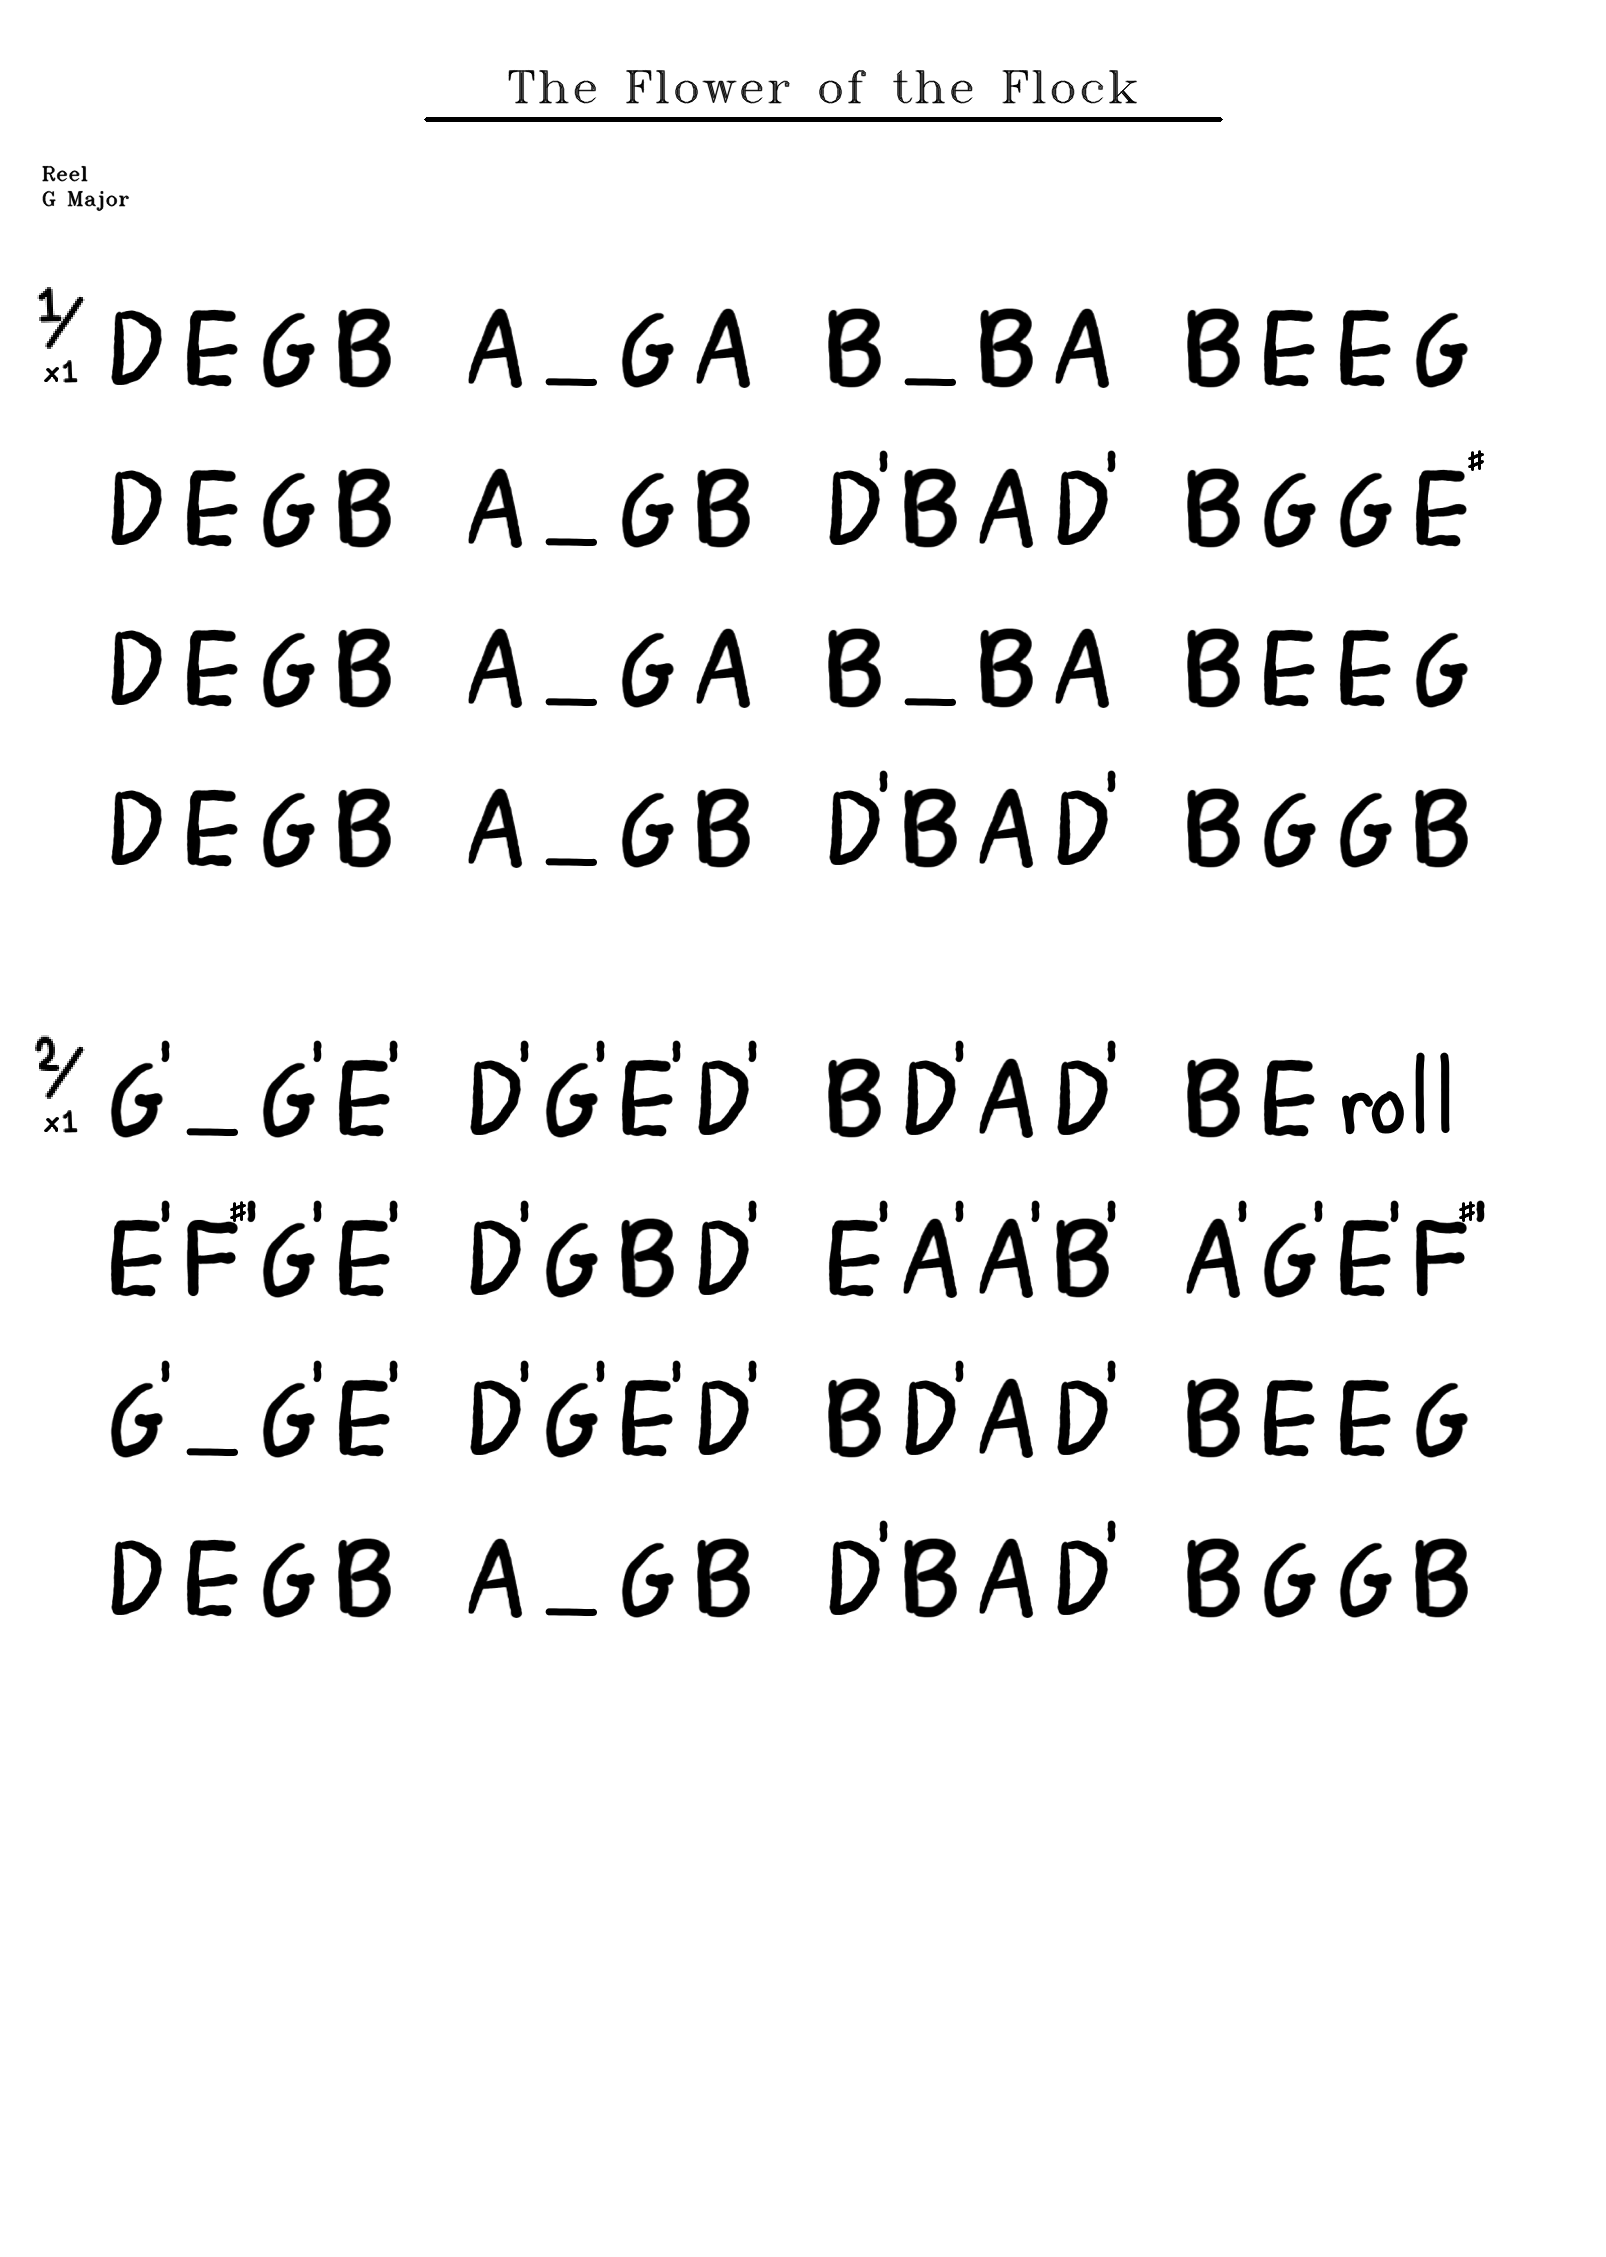 The Flower of the Flock
Reel
G Major
1/ x1 DEGB A_GA B_BA BEEG
DEGB A_GB D'BAD' BGGE♯
DEGB A_GA B_BA BEEG
DEGB A_GB D'BAD' BGGB
2/ x1 G'_G'E' D'G'E'D' BD'AD' BE roll
E'F♯'G'E' D'GBD' E'A'A'B' A'G'E'F♯'
G'_G'E' D'G'E'D' BD'AD' BEEG
DEGB A_GB D'BAD' BGGB